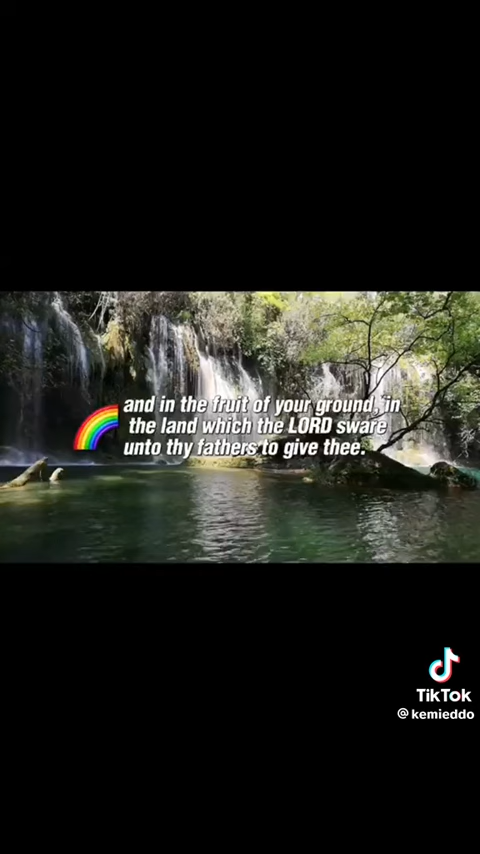 and in the fruit of your ground, in
the land which the LORD sware
unto thy fathers to give thee.
TikTok
@kemieddo